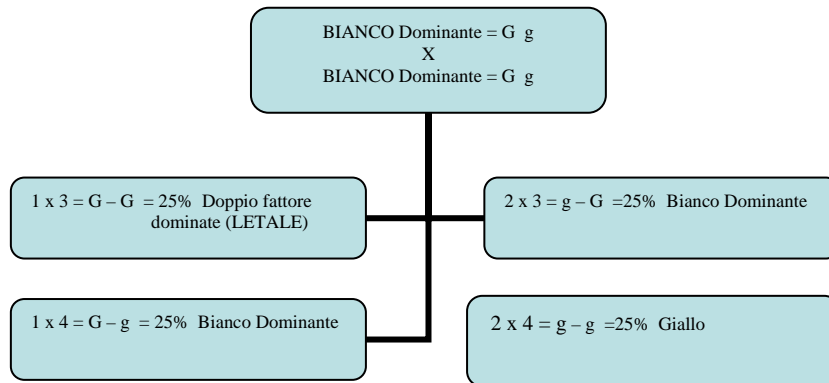 BIANCO Dominante = G g
X
BIANCO Dominante = G g
1 x 3 = G – G = 25% Doppio fattore
dominate (LETALE)
2 x 3 = g – G =25% Bianco Dominante
1 x 4 = G – g = 25% Bianco Dominante
2 x 4 = g – g =25% Giallo